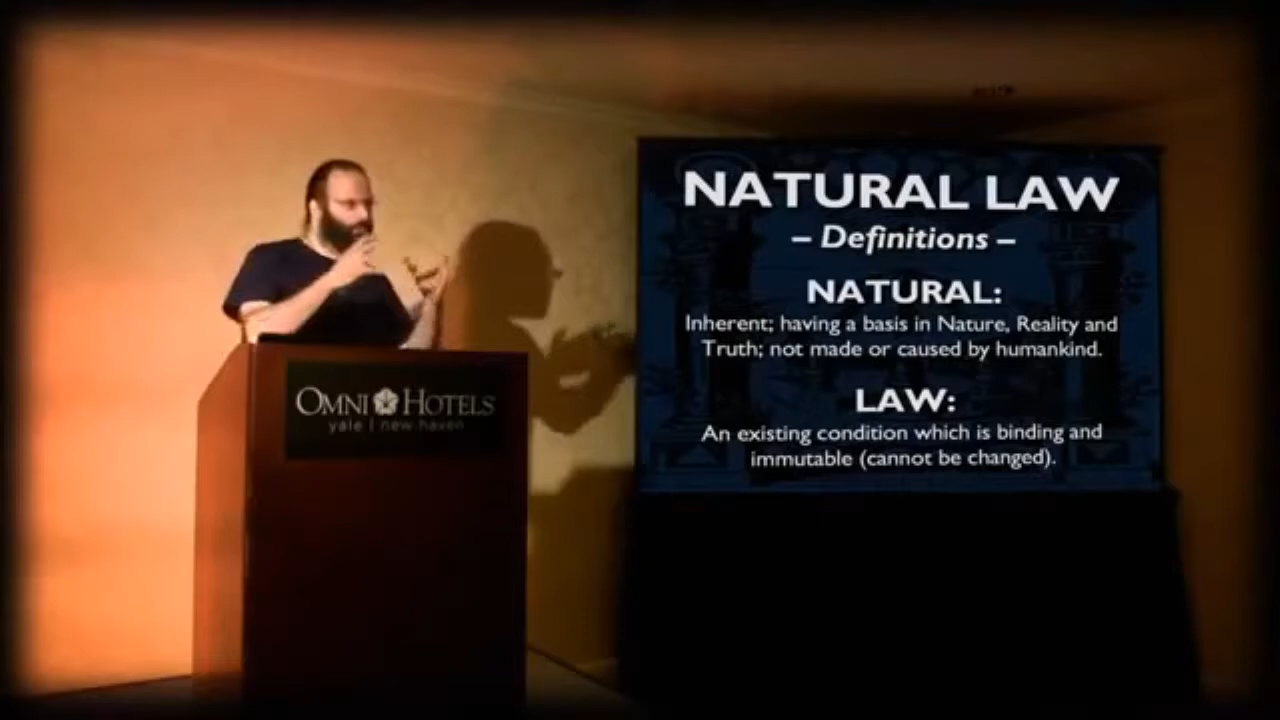 OMNI HOTELS
yale | new haven
NATURAL LAW
– Definitions –
NATURAL:
Inherent; having a basis in Nature, Reality and
Truth; not made or caused by humankind.
LAW:
An existing condition which is binding and
immutable (cannot be changed).